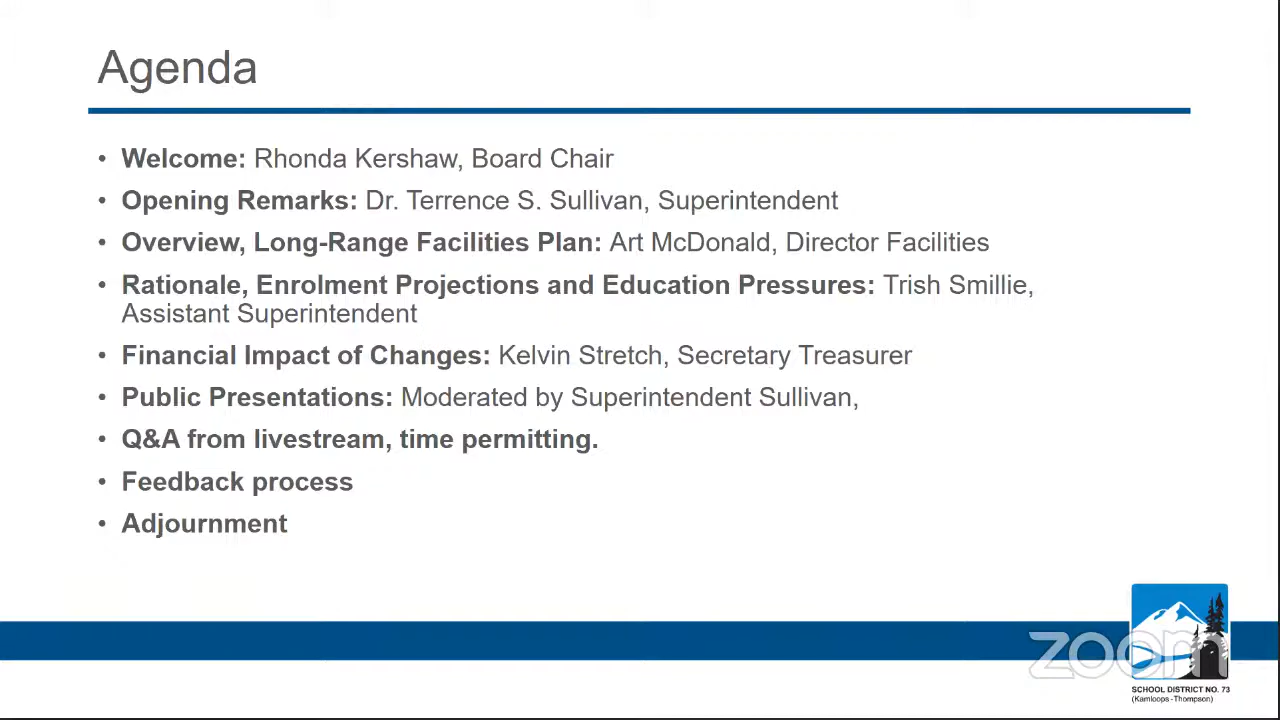 Agenda
• Welcome: Rhonda Kershaw, Board Chair
• Opening Remarks: Dr. Terrence S. Sullivan, Superintendent
• Overview, Long-Range Facilities Plan: Art McDonald, Director Facilities
• Rationale, Enrolment Projections and Education Pressures: Trish Smillie,
Assistant Superintendent
• Financial Impact of Changes: Kelvin Stretch, Secretary Treasurer
• Public Presentations: Moderated by Superintendent Sullivan,
• Q&A from livestream, time permitting.
• Feedback process
• Adjournment
zoom
SCHOOL DISTRICT NO. 73
(Kamloops-Thompson)